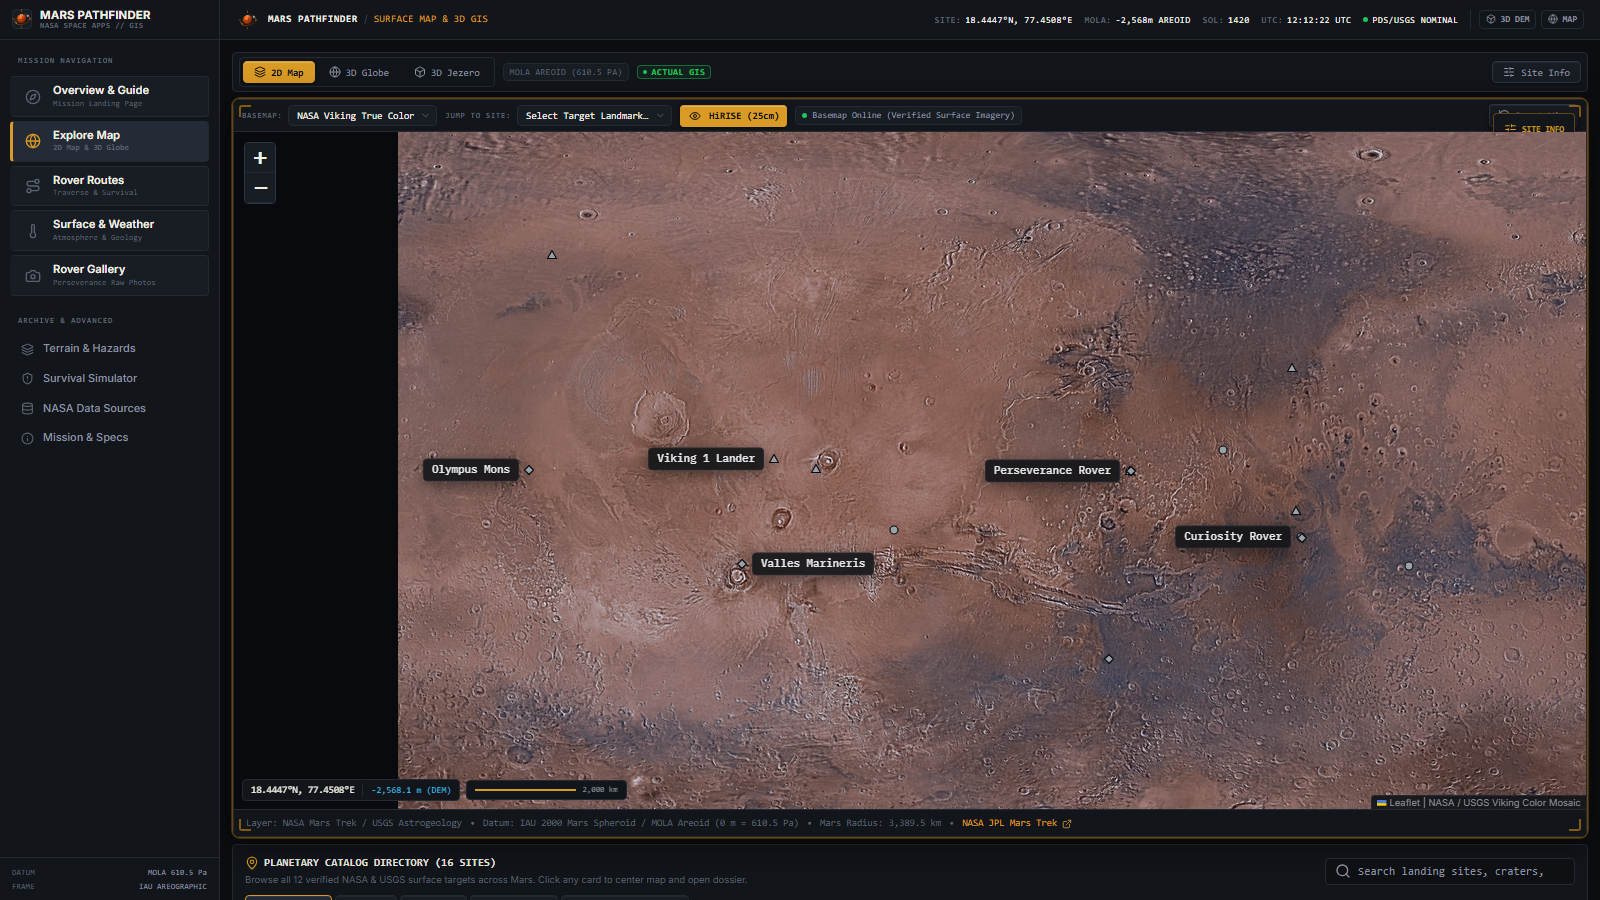 MARS PATHFINDER
NASA SPACE APPS // GIS
MARS PATHFINDER / SURFACE MAP & 3D GIS
SITE: 18.4447°N, 77.4508°E MOLA: -2,568m AREOID SOL: 1420 UTC: 12:12:22 UTC PDS/USGS NOMINAL 3D DEM MAP
MISSION NAVIGATION
Overview & Guide
Mission Landing Page
Explore Map
2D Map & 3D Globe
Rover Routes
Traverse & Survival
Surface & Weather
Atmosphere & Geology
Rover Gallery
Perseverance Raw Photos
ARCHIVE & ADVANCED
Terrain & Hazards
Survival Simulator
NASA Data Sources
Mission & Specs
DATUM MOLA 610.5 Pa
FRAME IAU AREOGRAPHIC
2D Map 3D Globe 3D Jezero MOLA AREOID (610.5 PA) ACTUAL GIS Site Info
BASEMAP: NASA Viking True Color JUMP TO SITE: Select Target Landmark… HiRISE (25cm) Basemap Online (Verified Surface Imagery)
SITE INFO
+
−
Olympus Mons
Viking 1 Lander
Perseverance Rover
Curiosity Rover
Valles Marineris
18.4447°N, 77.4508°E -2,568.1 m (DEM) 2,000 km
Leaflet | NASA / USGS Viking Color Mosaic
Layer: NASA Mars Trek / USGS Astrogeology • Datum: IAU 2000 Mars Spheroid / MOLA Areoid (0 m = 610.5 Pa) • Mars Radius: 3,389.5 km • NASA JPL Mars Trek
PLANETARY CATALOG DIRECTORY (16 SITES)
Browse all 12 verified NASA & USGS surface targets across Mars. Click any card to center map and open dossier.
Search landing sites, craters,